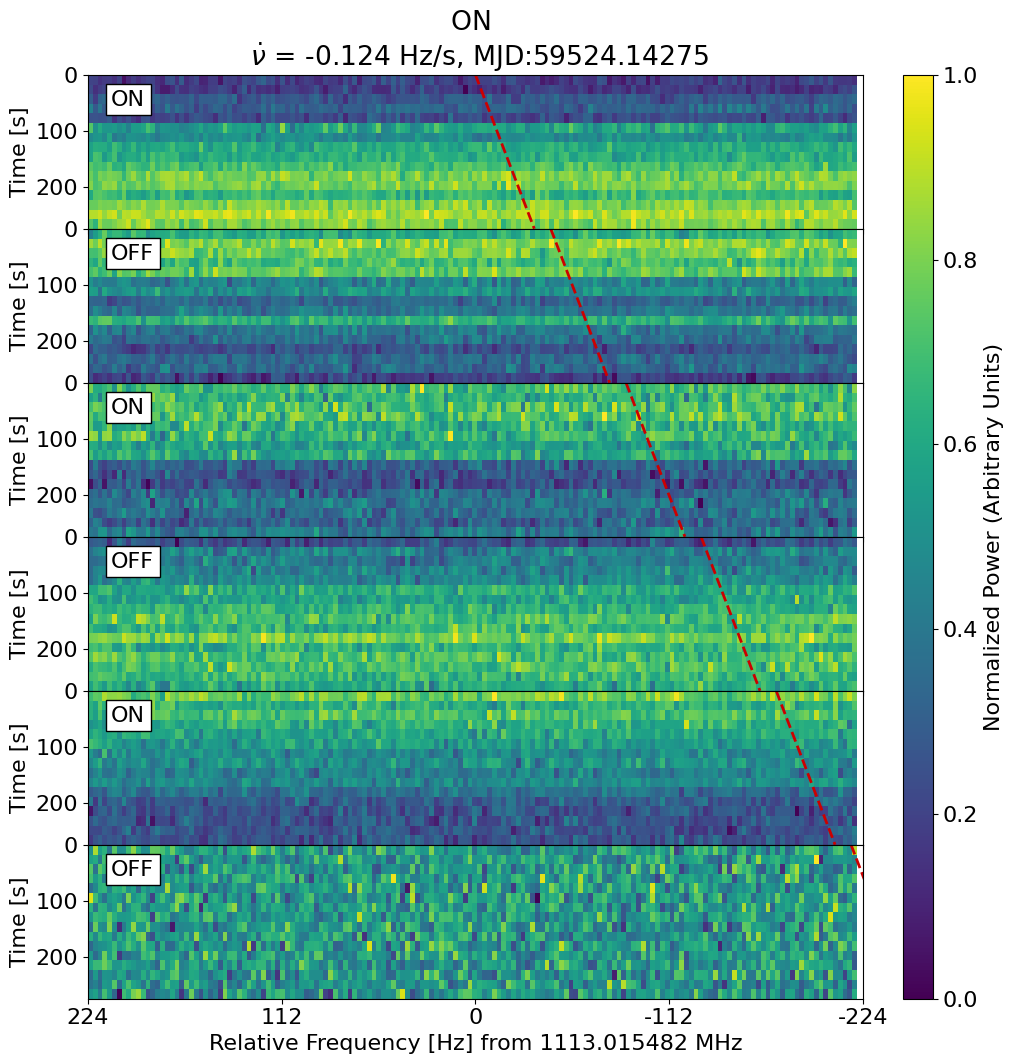 ON
ν̇ = -0.124 Hz/s, MJD:59524.14275
0
100
200
Time [s]
ON
0
100
200
Time [s]
OFF
0
100
200
Time [s]
ON
0
100
200
Time [s]
OFF
0
100
200
Time [s]
ON
0
100
200
Time [s]
OFF
224 112 0 -112 -224
Relative Frequency [Hz] from 1113.015482 MHz
1.0
0.8
0.6
0.4
0.2
0.0
Normalized Power (Arbitrary Units)